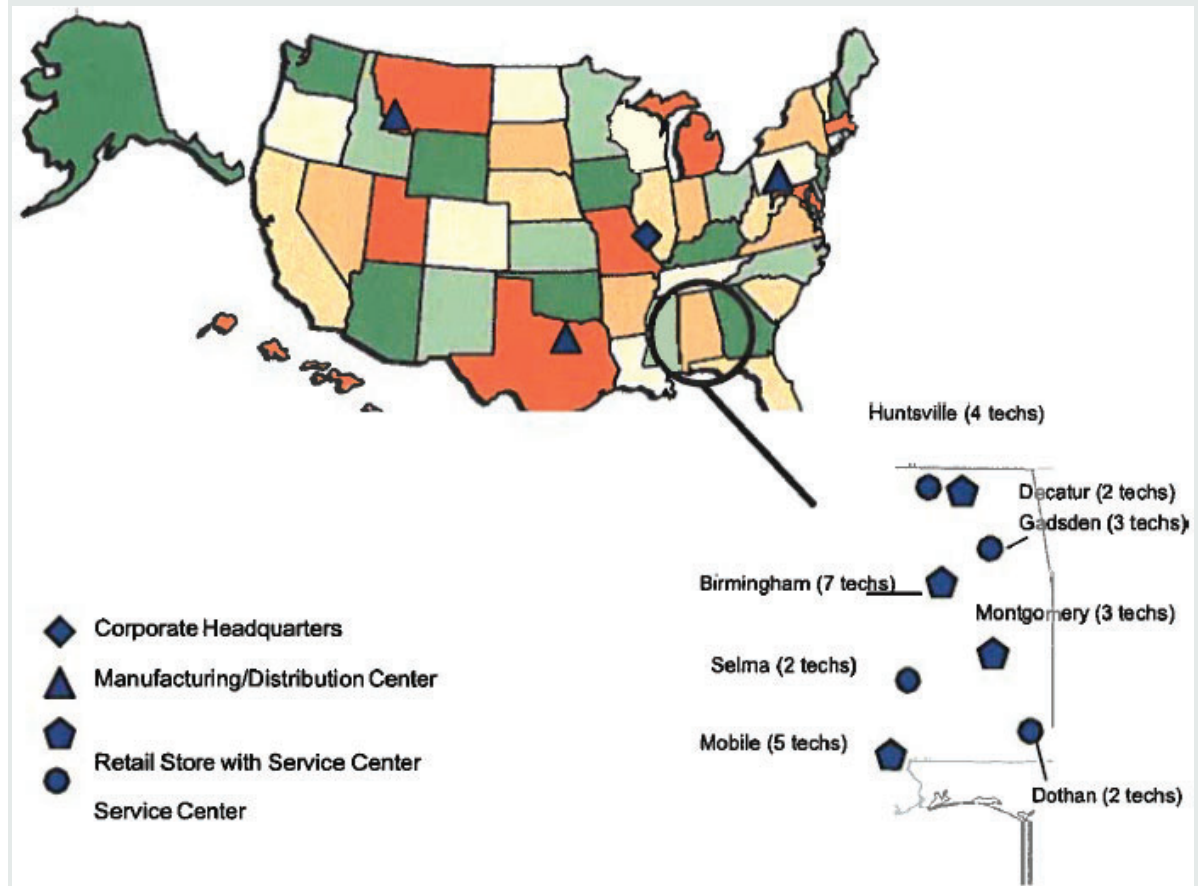 Huntsville (4 techs)
Decatur (2 techs)
Gadsden (3 techs)
Birmingham (7 techs)
Montgomery (3 techs)
Selma (2 techs)
Mobile (5 techs)
Dothan (2 techs)
Corporate Headquarters
Manufacturing/Distribution Center
Retail Store with Service Center
Service Center